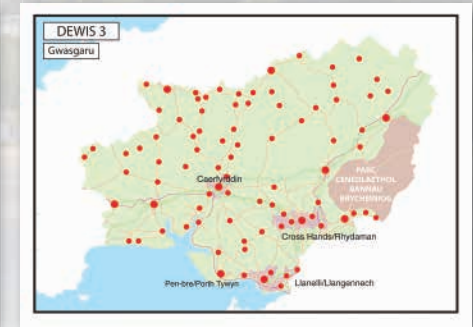 DEWIS 3
Gwasgaru
Caerfyrddin
PARC
CENEDLAETHOL
BANNAU
BRYCHEINIOG
Cross Hands/Rhydaman
Pen-bre/Porth Tywyn
Llanelli/Llangennech